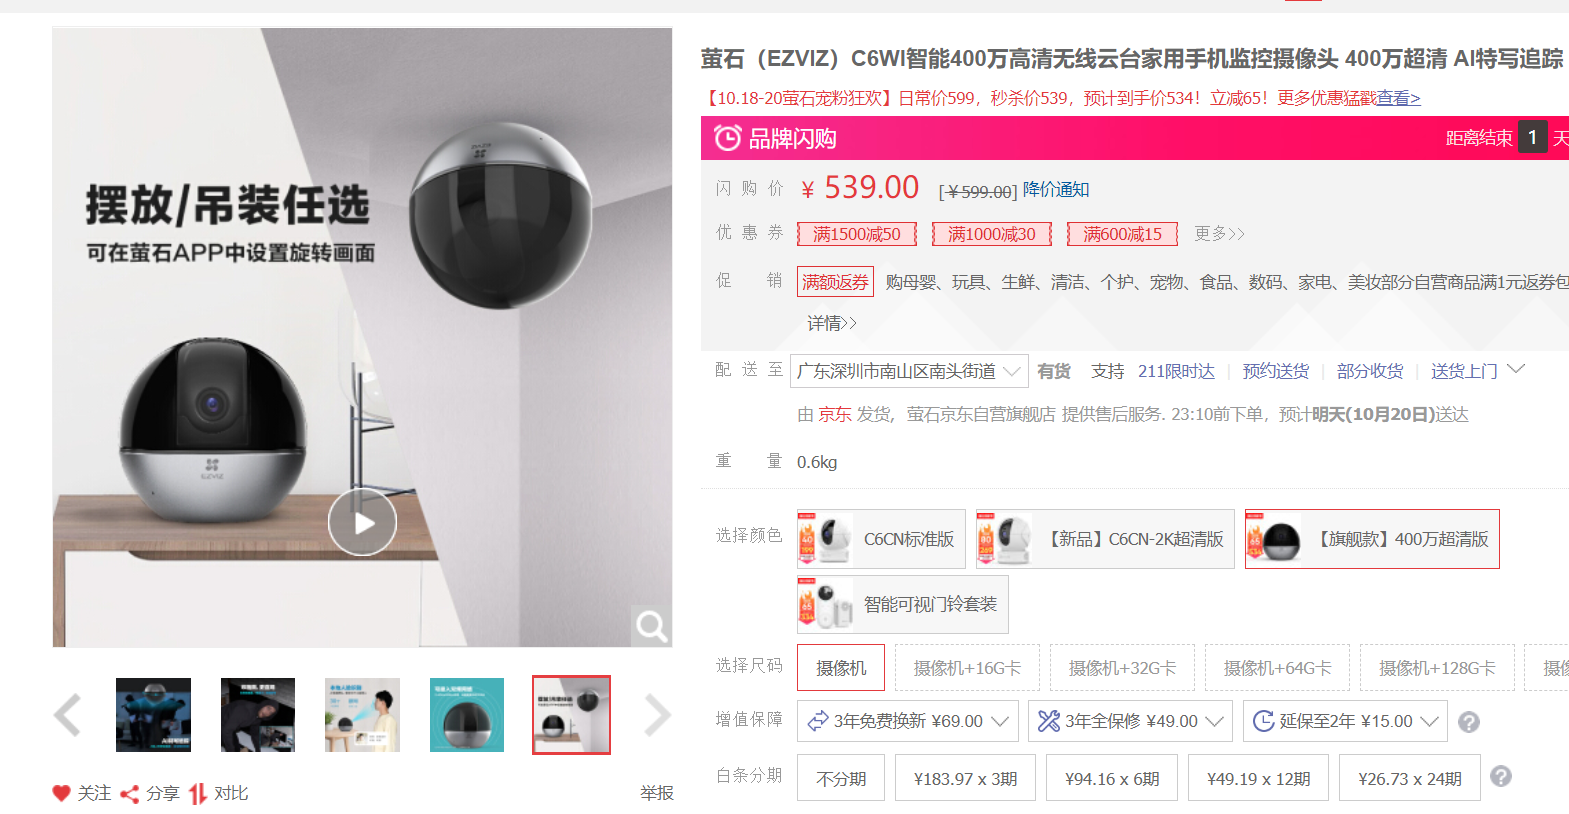 萤石（EZVIZ）C6WI智能400万高清无线云台家用手机监控摄像头 400万超清 AI特写追踪
【10.18-20萤石宠粉狂欢】日常价599，秒杀价539，预计到手价534！立减65！更多优惠猛戳查看>
品牌闪购
距离结束 1 天
闪购价 ¥ 539.00 [¥599.00] 降价通知
优惠券 满1500减50 满1000减30 满600减15 更多>>
促销 满额返券 购母婴、玩具、生鲜、清洁、个护、宠物、食品、数码、家电、美妆部分自营商品满1元返券包
详情>>
配送至 广东深圳市南山区南头街道 有货 支持 211限时达 | 预约送货 | 部分收货 | 送货上门
由 京东 发货，萤石京东自营旗舰店 提供售后服务. 23:10前下单，预计明天(10月20日)送达
重量 0.6kg
选择颜色 C6CN标准版 【新品】C6CN-2K超清版 【旗舰款】400万超清版
智能可视门铃套装
选择尺码 摄像机 摄像机+16G卡 摄像机+32G卡 摄像机+64G卡 摄像机+128G卡 摄像
增值保障 3年免费换新 ¥69.00 3年全保修 ¥49.00 延保至2年 ¥15.00 ?
白条分期 不分期 ¥183.97 x 3期 ¥94.16 x 6期 ¥49.19 x 12期 ¥26.73 x 24期 ?
摆放/吊装任选
可在萤石APP中设置旋转画面
EZVIZ
EZVIZ
关注 分享 对比 举报